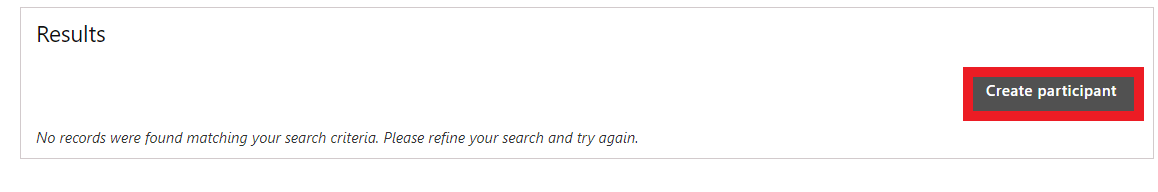 Results
Create participant
No records were found matching your search criteria. Please refine your search and try again.